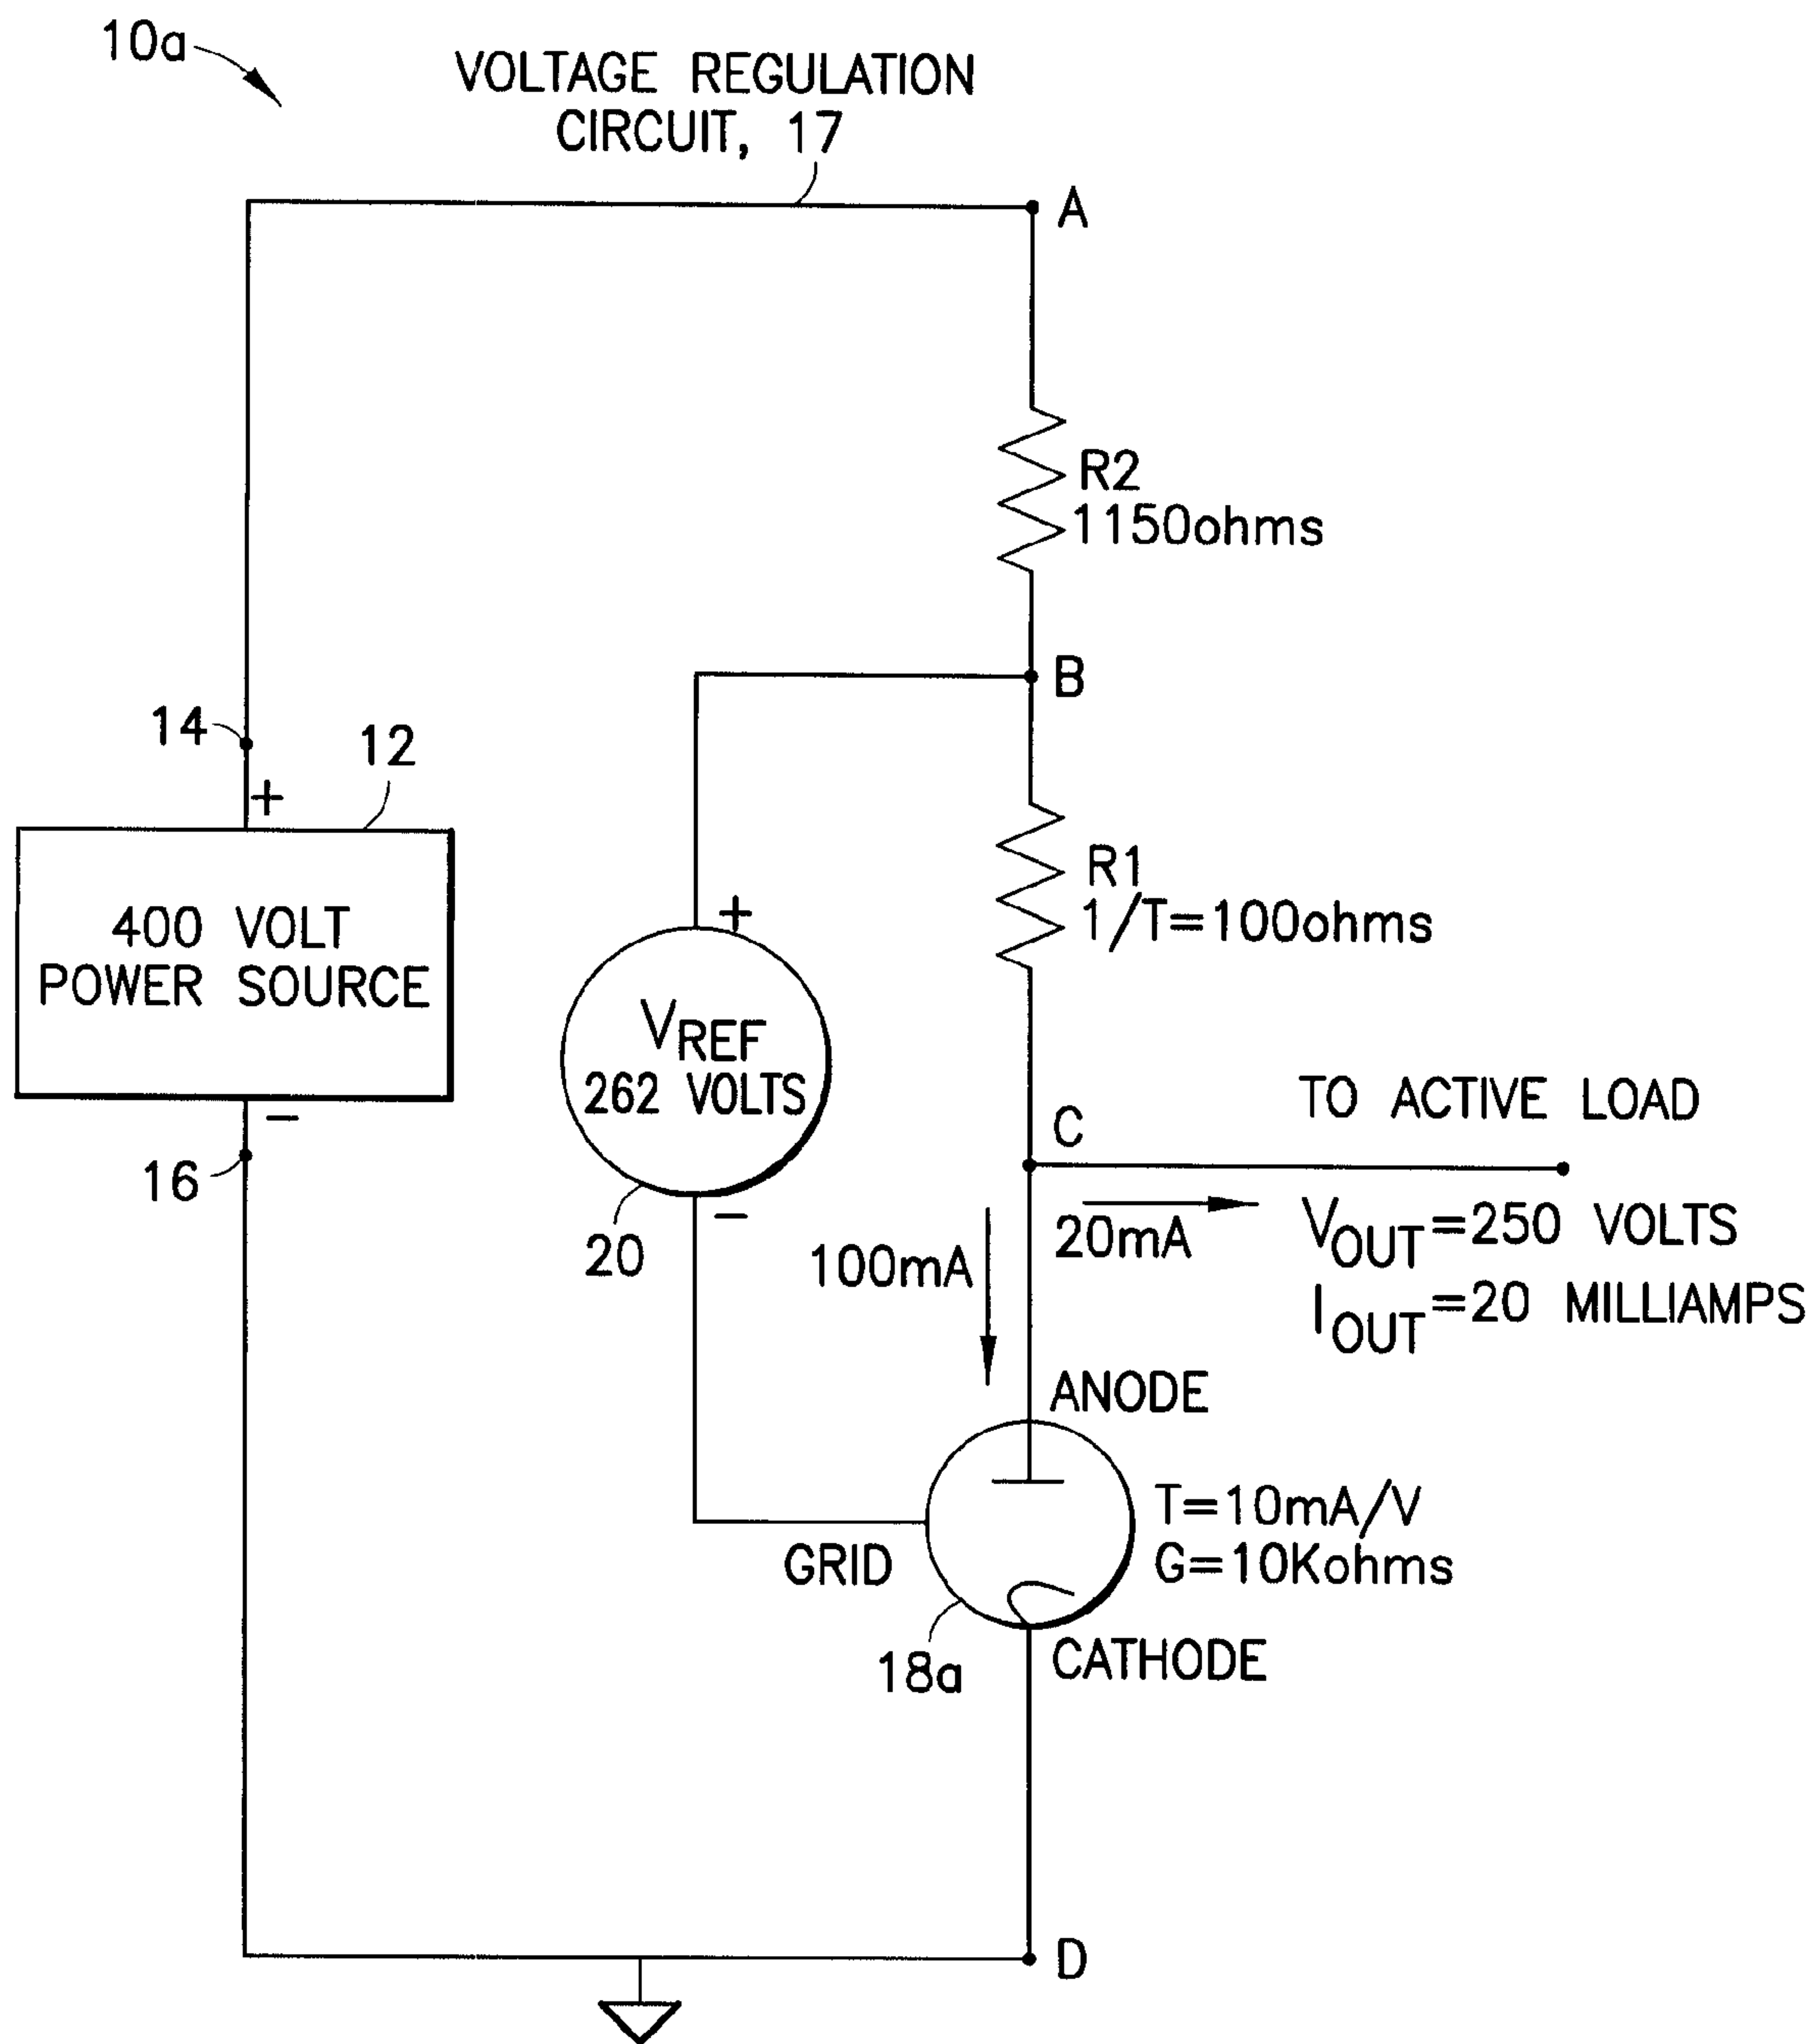 10a
VOLTAGE REGULATION
CIRCUIT, 17
A
R2
1150ohms
B
14
12
+
400 VOLT
POWER SOURCE
−
16
+
VREF
262 VOLTS
−
20
R1
1/T=100ohms
C
TO ACTIVE LOAD
20mA
100mA
VOUT=250 VOLTS
IOUT=20 MILLIAMPS
ANODE
T=10mA/V
G=10Kohms
GRID
18a
CATHODE
D